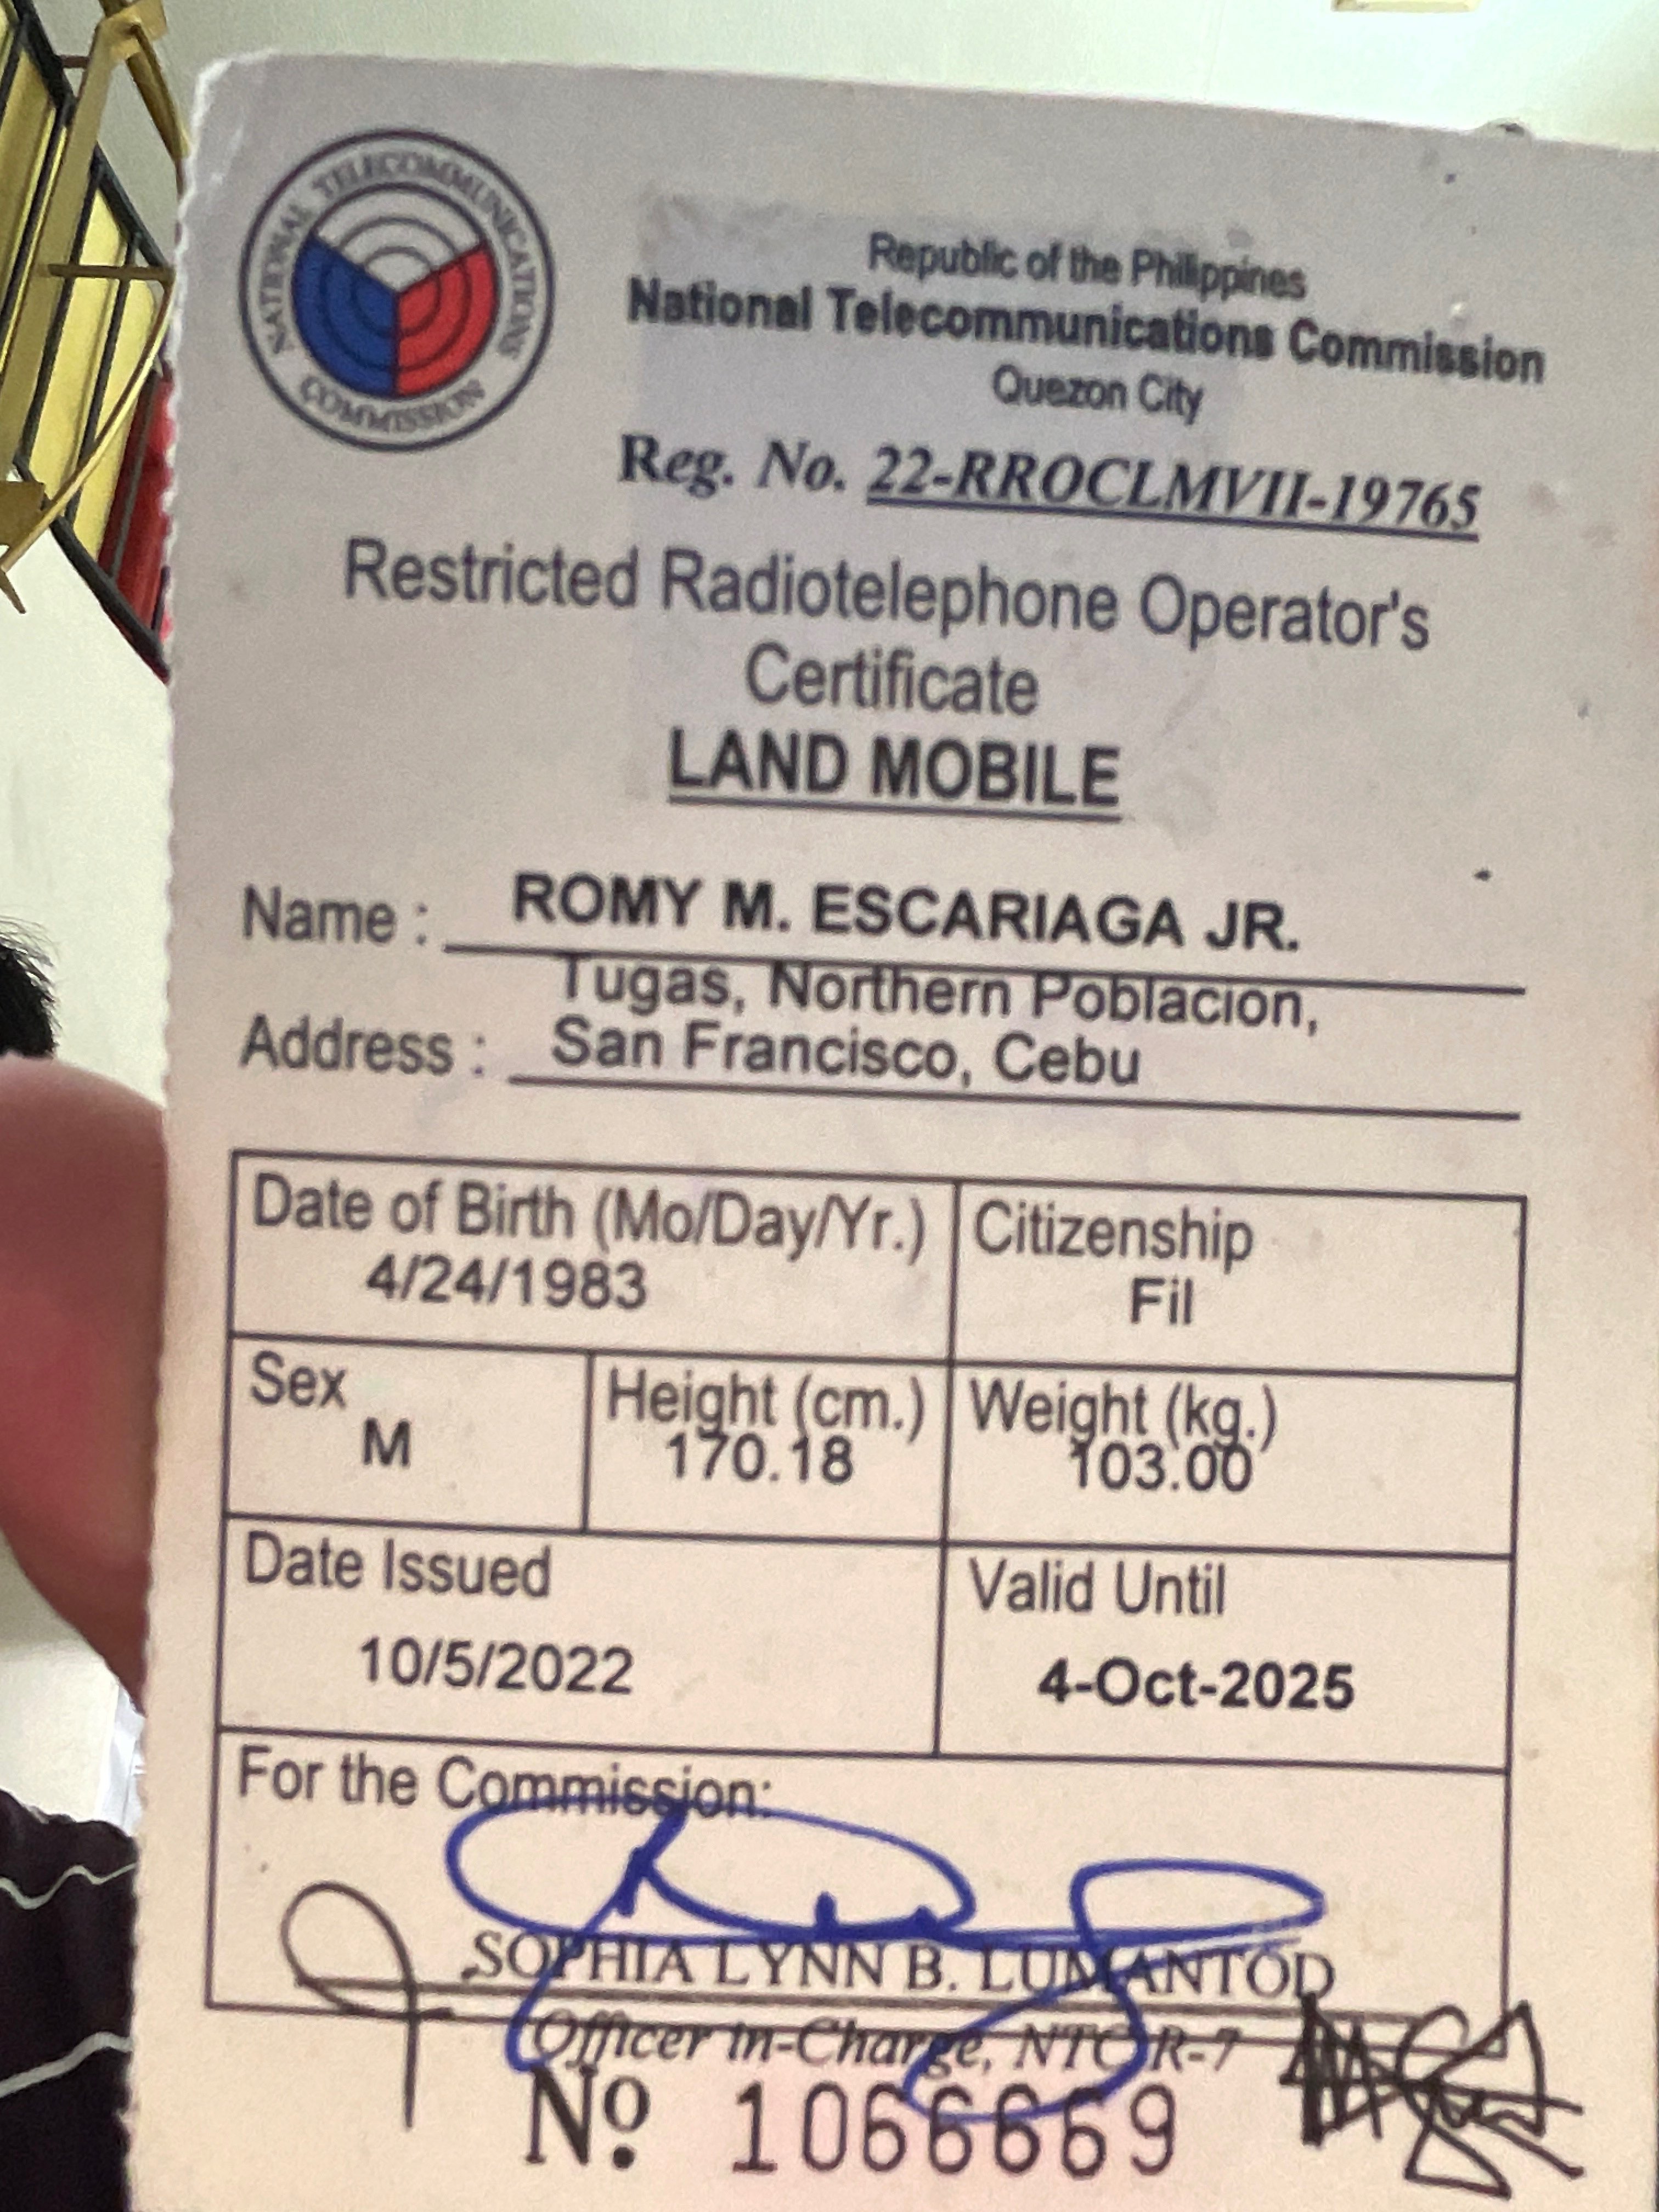 NATIONAL TELECOMMUNICATIONS COMMISSION
Republic of the Philippines
National Telecommunications Commission
Quezon City
Reg. No. 22-RROCLMVII-19765
Restricted Radiotelephone Operator's
Certificate
LAND MOBILE
Name : ROMY M. ESCARIAGA JR.
Tugas, Northern Poblacion,
Address : San Francisco, Cebu
Date of Birth (Mo/Day/Yr.) Citizenship
4/24/1983 Fil
Sex Height (cm.) Weight (kg.)
M 170.18 103.00
Date Issued Valid Until
10/5/2022 4-Oct-2025
For the Commission:
SOPHIA LYNN B. LUMANTOD
Officer in-Charge, NTC R-7
Nº 1066669